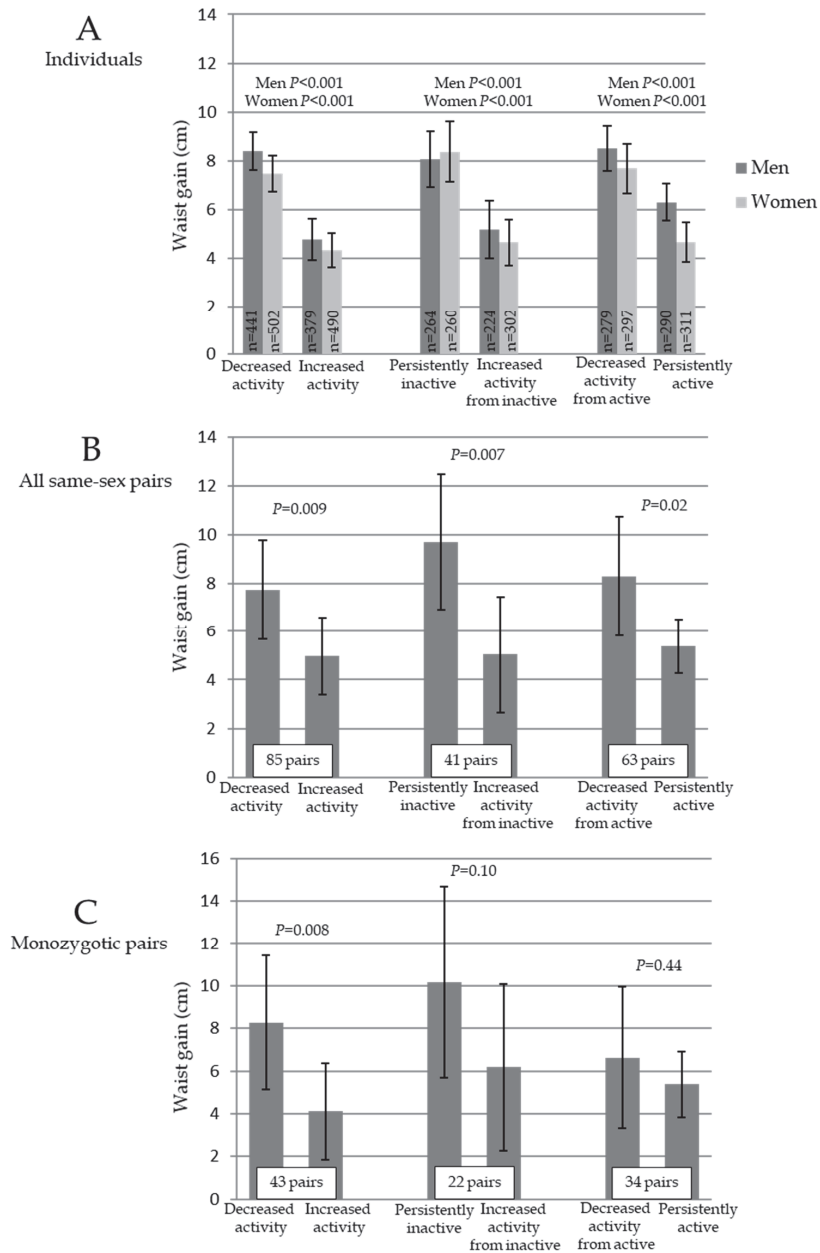 A
Individuals
14
12
10
8
6
4
2
0
Waist gain (cm)
Men P<0.001
Women P<0.001
Men P<0.001
Women P<0.001
Men P<0.001
Women P<0.001
n=441
n=502
n=379
n=490
n=264
n=260
n=224
n=302
n=279
n=297
n=290
n=311
Decreased
activity
Increased
activity
Persistently
inactive
Increased
activity
from inactive
Decreased
activity
from active
Persistently
active
Men
Women
B
All same-sex pairs
14
12
10
8
6
4
2
0
Waist gain (cm)
P=0.009
P=0.007
P=0.02
85 pairs
41 pairs
63 pairs
Decreased
activity
Increased
activity
Persistently
inactive
Increased
activity
from inactive
Decreased
activity
from active
Persistently
active
C
Monozygotic pairs
16
14
12
10
8
6
4
2
0
Waist gain (cm)
P=0.008
P=0.10
P=0.44
43 pairs
22 pairs
34 pairs
Decreased
activity
Increased
activity
Persistently
inactive
Increased
activity
from inactive
Decreased
activity
from active
Persistently
active